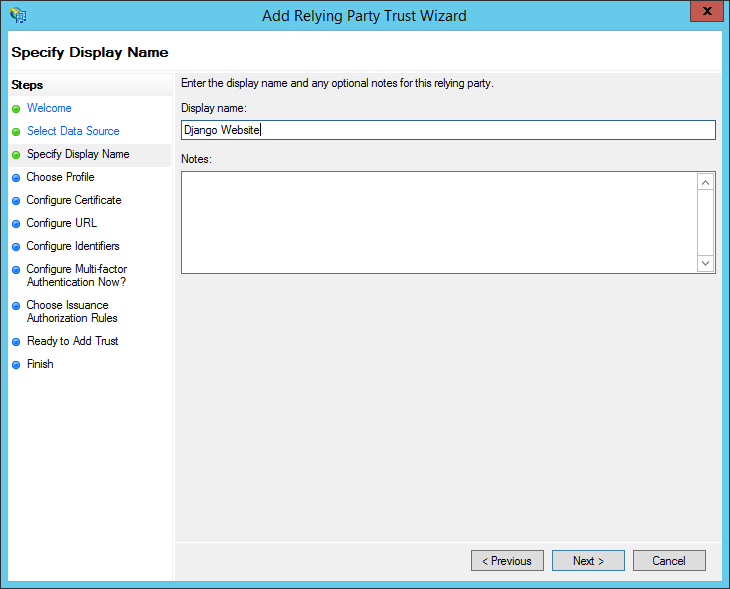 Add Relying Party Trust Wizard
Specify Display Name
Steps
Welcome
Select Data Source
Specify Display Name
Choose Profile
Configure Certificate
Configure URL
Configure Identifiers
Configure Multi-factor
Authentication Now?
Choose Issuance
Authorization Rules
Ready to Add Trust
Finish
Enter the display name and any optional notes for this relying party.
Display name:
Django Website
Notes:
< Previous
Next >
Cancel